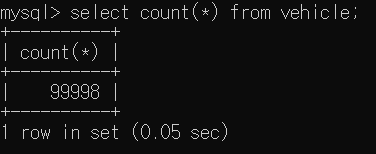 mysql> select count(*) from vehicle;
+----------+
| count(*) |
+----------+
|    99998 |
+----------+
1 row in set (0.05 sec)